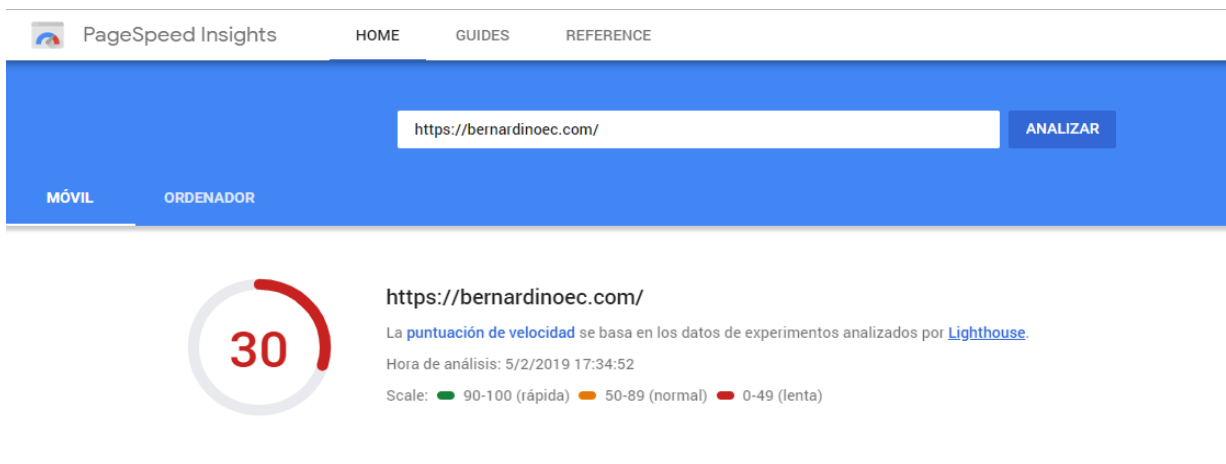 PageSpeed Insights HOME GUIDES REFERENCE
https://bernardinoec.com/ ANALIZAR
MÓVIL ORDENADOR
30
https://bernardinoec.com/
La puntuación de velocidad se basa en los datos de experimentos analizados por Lighthouse.
Hora de análisis: 5/2/2019 17:34:52
Scale: 90-100 (rápida) 50-89 (normal) 0-49 (lenta)